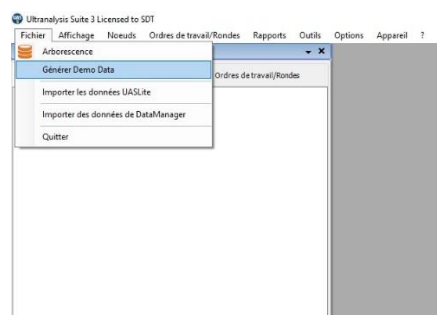 Ultranalysis Suite 3 Licensed to SDT
Fichier Affichage Noeuds Ordres de travail/Rondes Rapports Outils Options Appareil ?
Arborescence
Générer Demo Data
Ordres de travail/Rondes
Importer les données UASLite
Importer des données de DataManager
Quitter